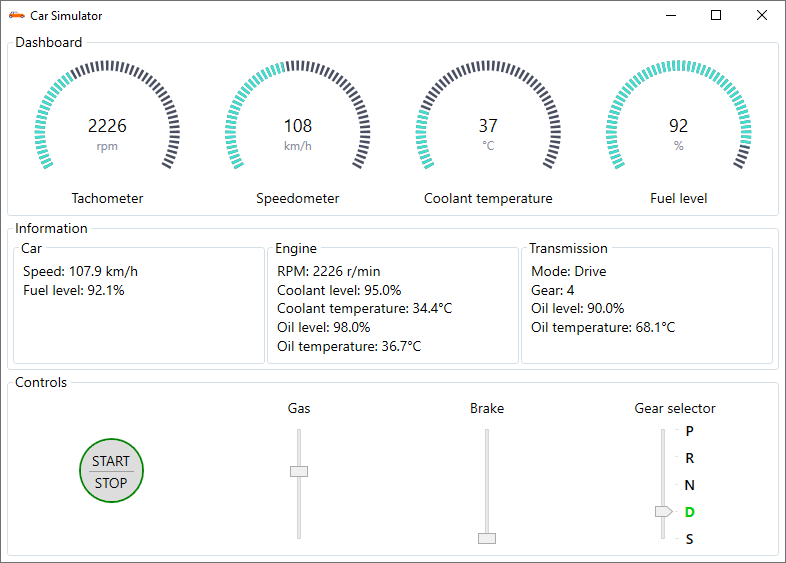 Car Simulator
Dashboard
2226
rpm
Tachometer
108
km/h
Speedometer
37
°C
Coolant temperature
92
%
Fuel level
Information
Car
Speed: 107.9 km/h
Fuel level: 92.1%
Engine
RPM: 2226 r/min
Coolant level: 95.0%
Coolant temperature: 34.4°C
Oil level: 98.0%
Oil temperature: 36.7°C
Transmission
Mode: Drive
Gear: 4
Oil level: 90.0%
Oil temperature: 68.1°C
Controls
START
STOP
Gas
Brake
Gear selector
P
R
N
D
S